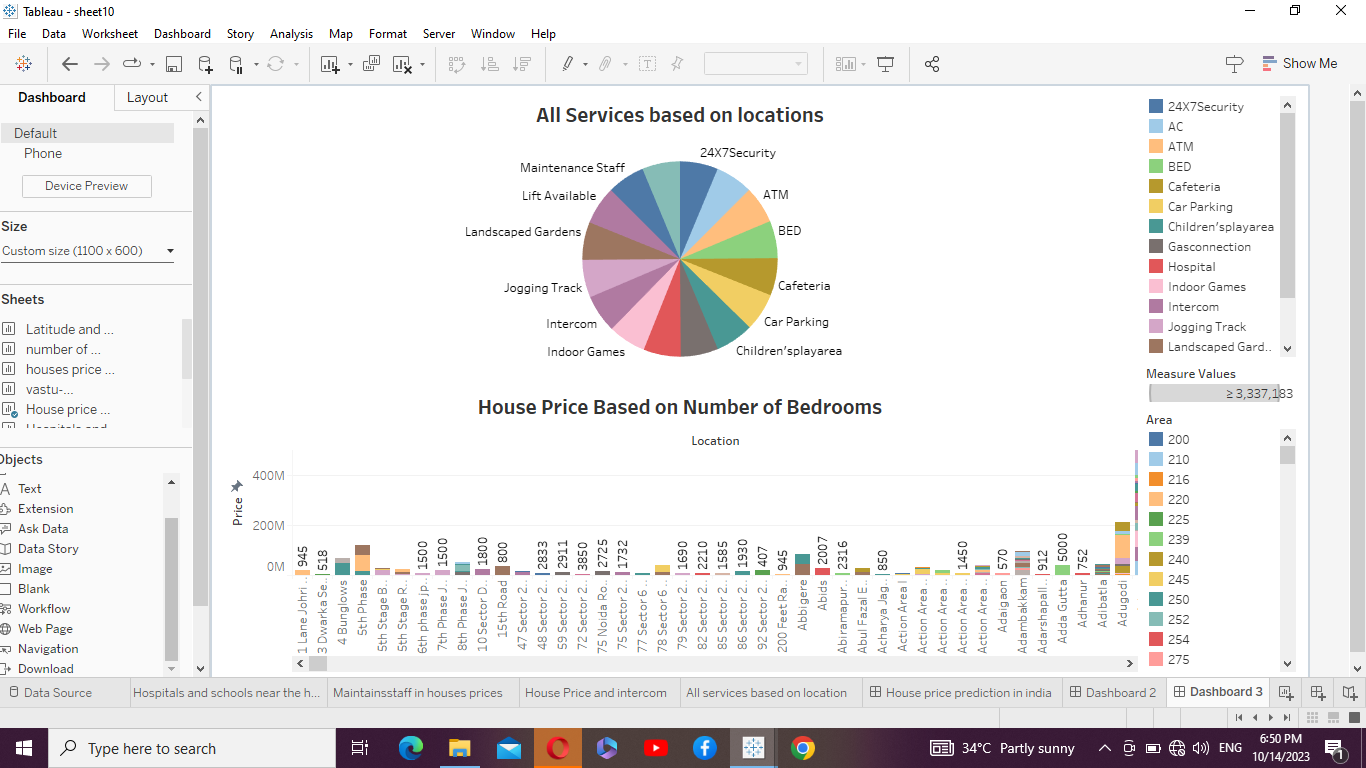 Tableau - sheet10
File Data Worksheet Dashboard Story Analysis Map Format Server Window Help
Show Me
Dashboard Layout
Default
Phone
Device Preview
Size
Custom size (1100 x 600)
Sheets
Latitude and ...
number of ...
houses price ...
vastu-...
House price ...
Objects
Text
Extension
Ask Data
Data Story
Image
Blank
Workflow
Web Page
Navigation
Download
All Services based on locations
24X7Security
ATM
BED
Cafeteria
Car Parking
Children'splayarea
Indoor Games
Intercom
Jogging Track
Landscaped Gardens
Lift Available
Maintenance Staff
24X7Security
AC
ATM
BED
Cafeteria
Car Parking
Children'splayarea
Gasconnection
Hospital
Indoor Games
Intercom
Jogging Track
Landscaped Gard..
Measure Values
≥ 3,337,183
Area
200
210
216
220
225
239
240
245
250
252
254
275
House Price Based on Number of Bedrooms
Location
Price
400M
200M
0M
945
518
1500
1500
1800
3800
2833
2911
3850
2725
1732
1690
2210
1585
1930
407
945
2007
2316
850
1450
570
912
5000
752
1 Lane Johri ..
3 Dwarka Se..
4 Bunglows
5th Phase
5th Stage B..
5th Stage R..
6th phase jp..
7th Phase J..
8th Phase J..
10 Sector D..
15th Road
47 Sector 2..
48 Sector 2..
59 Sector 2..
72 Sector 2..
75 Noida Ro..
75 Sector 2..
77 Sector 6..
78 Sector 6..
79 Sector 2..
82 Sector 2..
85 Sector 2..
86 Sector 2..
92 Sector 2..
200 Feet Ra..
Abbigere
Abids
Abiramapur..
Abul Fazal E..
Acharya Jag..
Action Area I
Action Area ..
Action Area ..
Action Area ..
Action Area ..
Adaigaon
Adambakkam
Adarshapall..
Adda Gutta
Adhanur
Adibatla
Adugodi
Data Source
Hospitals and schools near the h...
Maintainsstaff in houses prices
House Price and intercom
All services based on location
House price prediction in india
Dashboard 2
Dashboard 3
Type here to search
34°C Partly sunny
ENG
6:50 PM
10/14/2023
1